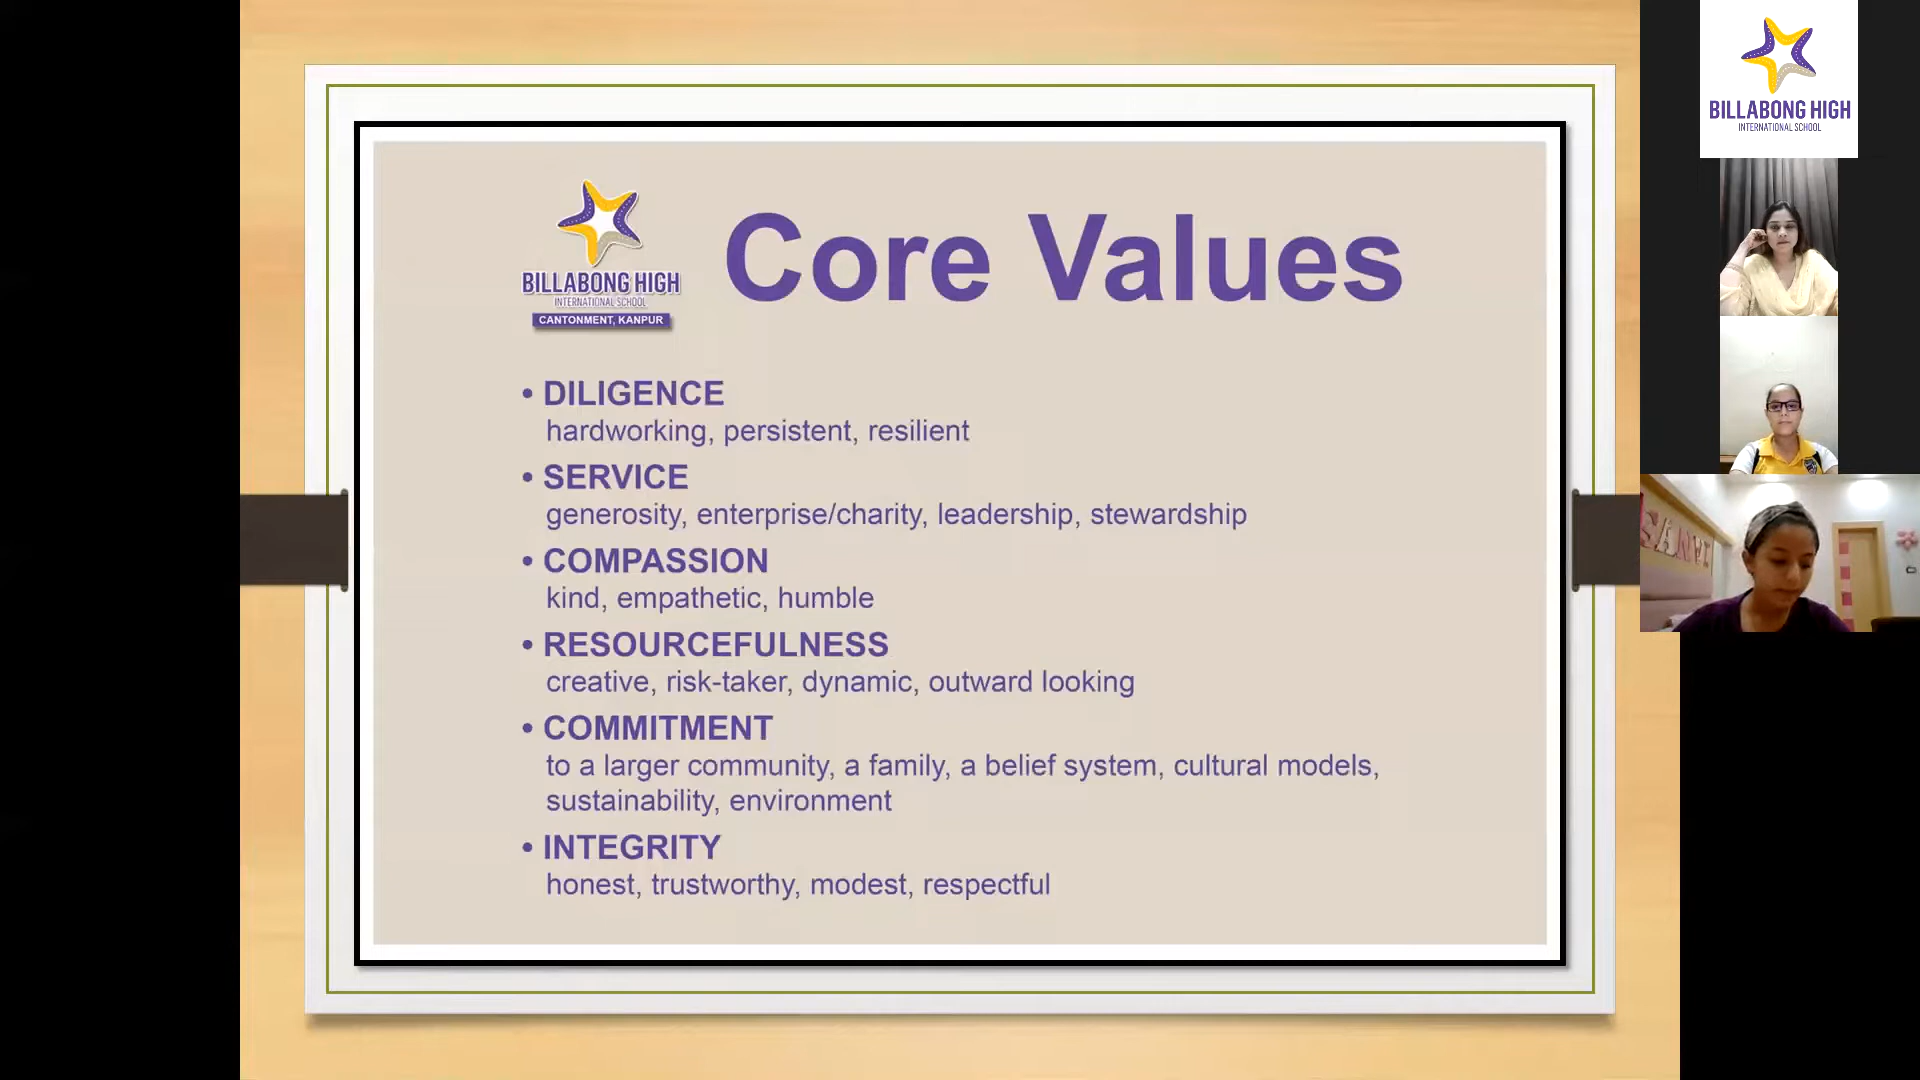 BILLABONG HIGH
INTERNATIONAL SCHOOL
CANTONMENT, KANPUR
Core Values
• DILIGENCE
hardworking, persistent, resilient
• SERVICE
generosity, enterprise/charity, leadership, stewardship
• COMPASSION
kind, empathetic, humble
• RESOURCEFULNESS
creative, risk-taker, dynamic, outward looking
• COMMITMENT
to a larger community, a family, a belief system, cultural models,
sustainability, environment
• INTEGRITY
honest, trustworthy, modest, respectful
BILLABONG HIGH
INTERNATIONAL SCHOOL
SANVI